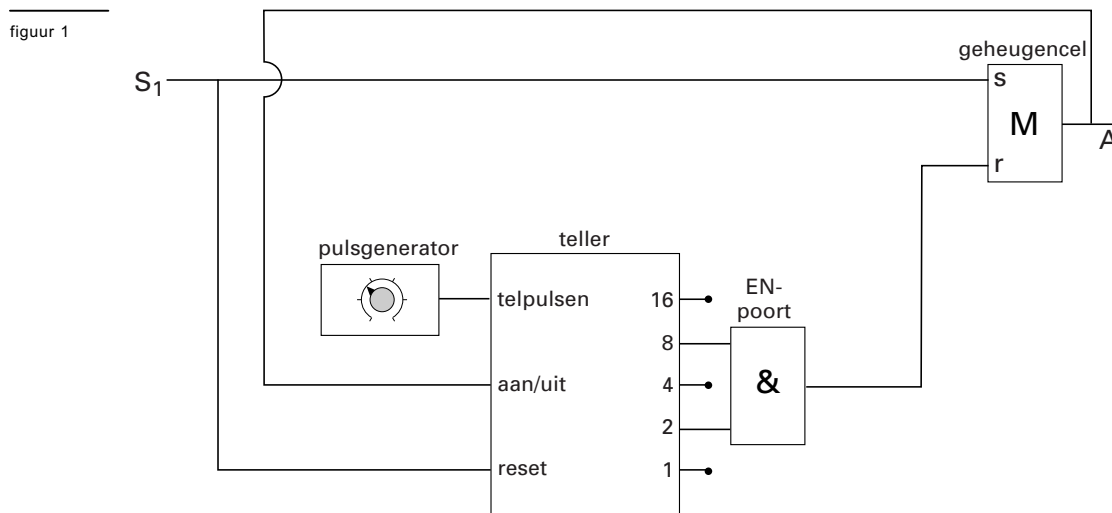 figuur 1
geheugencel
S1
s
M
A
r
pulsgenerator
teller
EN-
poort
telpulsen
16
8
aan/uit
4
&
2
reset
1